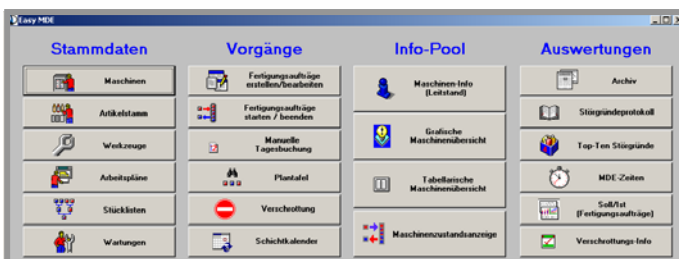 Easy MDE
Stammdaten
Maschinen
Artikelstamm
Werkzeuge
Arbeitspläne
Stücklisten
Wartungen
Vorgänge
Fertigungsaufträge
erstellen/bearbeiten
Fertigungsaufträge
starten / beenden
Manuelle
Tagesbuchung
Plantafel
Verschrottung
Schichtkalender
Info-Pool
Maschinen-Info
(Leitstand)
Grafische
Maschinenübersicht
Tabellarische
Maschinenübersicht
Maschinenzustandsanzeige
Auswertungen
Archiv
Störgründeprotokoll
Top-Ten Störgründe
MDE-Zeiten
Soll/Ist
(Fertigungsaufträge)
Verschrottungs-Info